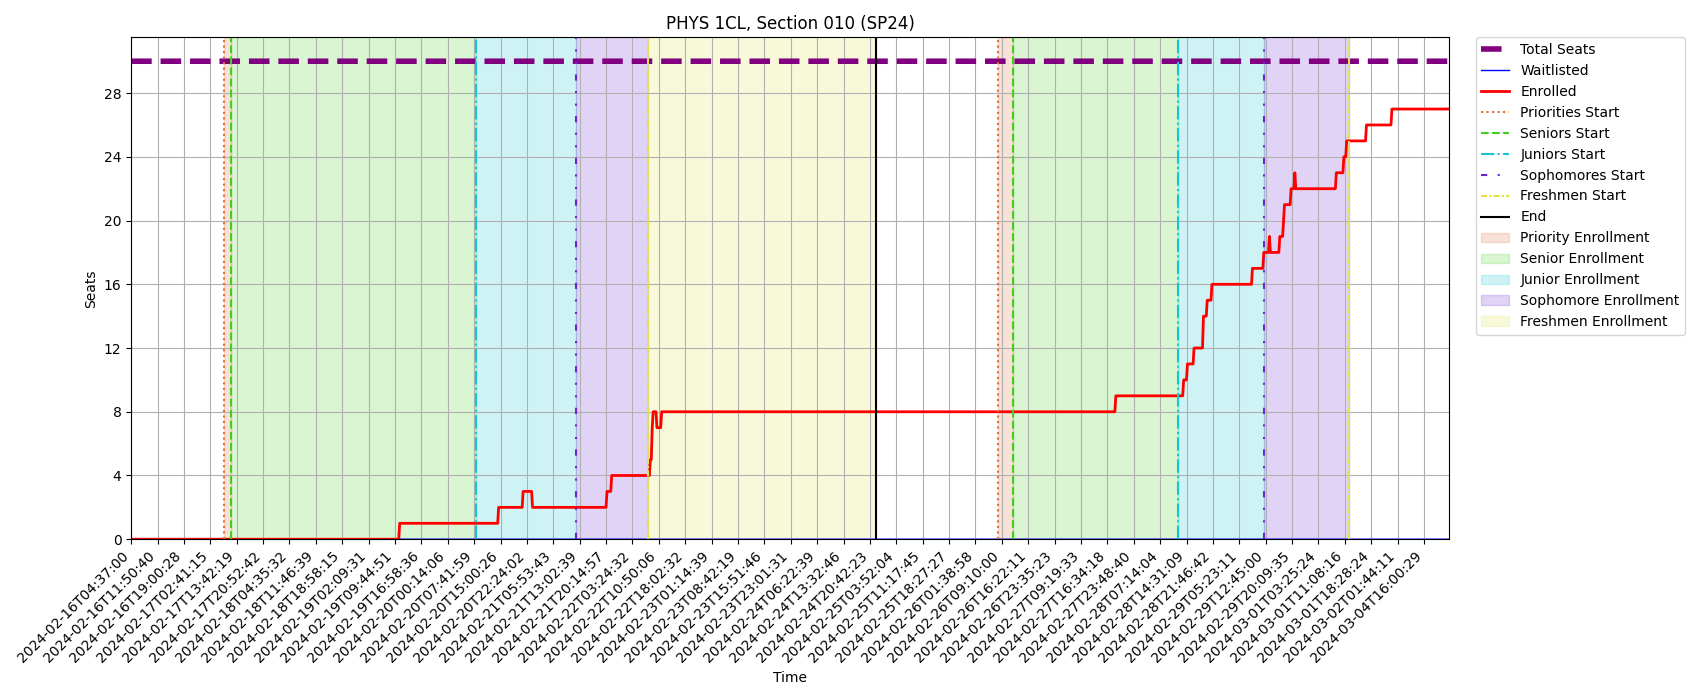 PHYS 1CL, Section 010 (SP24)
Total Seats
Waitlisted
Enrolled
Priorities Start
Seniors Start
Juniors Start
Sophomores Start
Freshmen Start
End
Priority Enrollment
Senior Enrollment
Junior Enrollment
Sophomore Enrollment
Freshmen Enrollment
Seats
28
24
20
16
12
8
4
0
2024-02-16T04:37:00
2024-02-16T11:50:40
2024-02-16T19:00:28
2024-02-17T02:41:15
2024-02-17T13:42:19
2024-02-17T20:52:42
2024-02-18T04:35:32
2024-02-18T11:46:39
2024-02-18T18:58:15
2024-02-19T02:09:31
2024-02-19T09:44:51
2024-02-19T16:58:36
2024-02-20T00:14:06
2024-02-20T07:41:59
2024-02-20T15:00:26
2024-02-20T22:24:02
2024-02-21T05:53:43
2024-02-21T13:02:39
2024-02-21T20:14:57
2024-02-22T03:24:32
2024-02-22T10:50:06
2024-02-22T18:02:32
2024-02-23T01:14:39
2024-02-23T08:42:19
2024-02-23T15:51:46
2024-02-23T23:01:31
2024-02-24T06:22:39
2024-02-24T13:32:46
2024-02-24T20:42:23
2024-02-25T03:52:04
2024-02-25T11:17:45
2024-02-25T18:27:27
2024-02-26T01:38:58
2024-02-26T09:10:00
2024-02-26T16:22:11
2024-02-26T23:35:23
2024-02-27T09:19:33
2024-02-27T16:34:18
2024-02-27T23:48:40
2024-02-28T07:14:04
2024-02-28T14:31:09
2024-02-28T21:46:42
2024-02-29T05:23:11
2024-02-29T12:45:00
2024-02-29T20:09:35
2024-03-01T03:25:24
2024-03-01T11:08:16
2024-03-01T18:28:24
2024-03-02T01:44:11
2024-03-04T16:00:29
Time